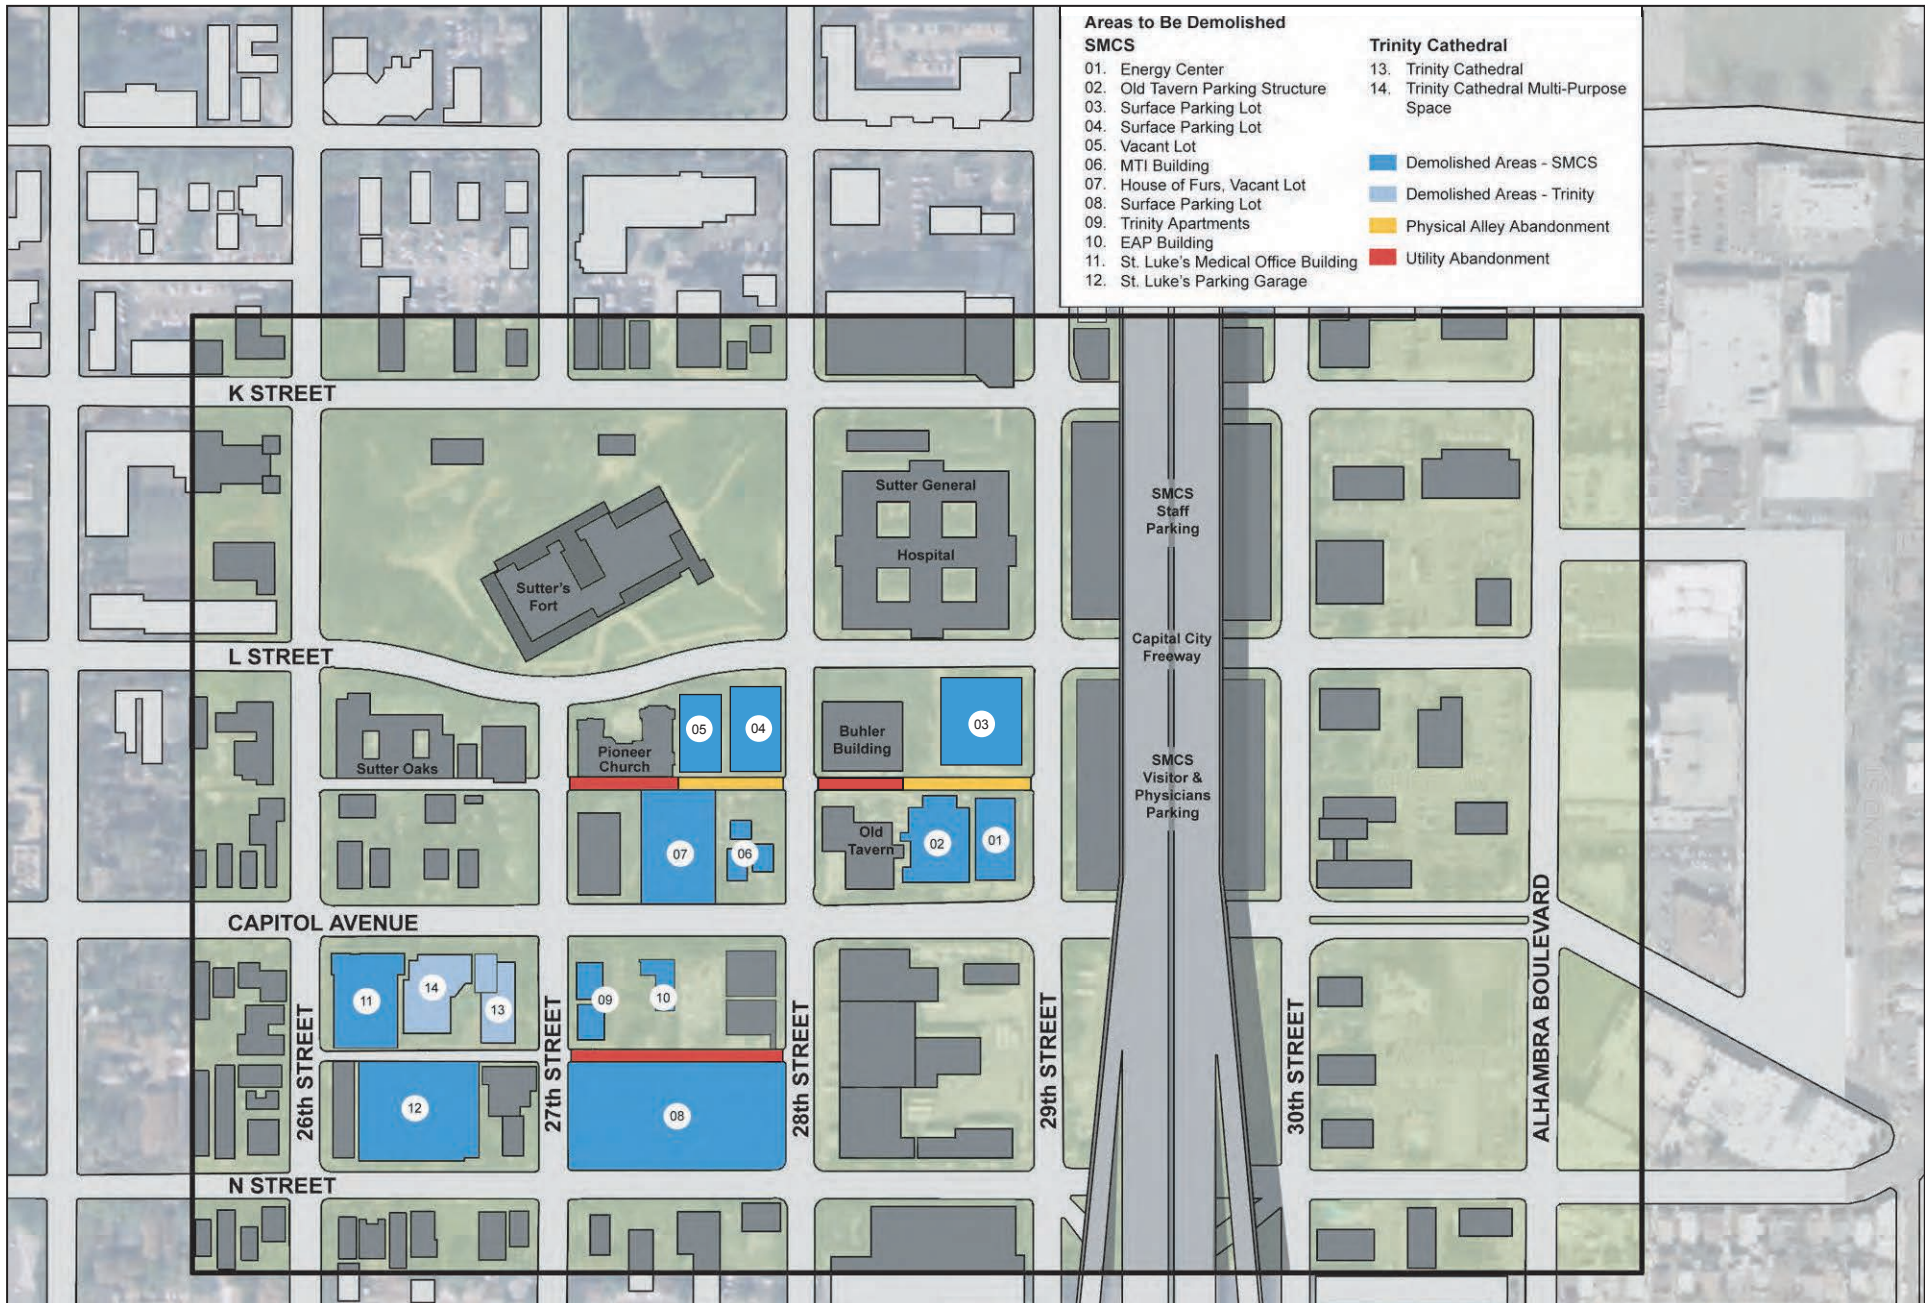 Areas to Be Demolished
SMCS
01. Energy Center
02. Old Tavern Parking Structure
03. Surface Parking Lot
04. Surface Parking Lot
05. Vacant Lot
06. MTI Building
07. House of Furs, Vacant Lot
08. Surface Parking Lot
09. Trinity Apartments
10. EAP Building
11. St. Luke's Medical Office Building
12. St. Luke's Parking Garage
Trinity Cathedral
13. Trinity Cathedral
14. Trinity Cathedral Multi-Purpose
Space
Demolished Areas - SMCS
Demolished Areas - Trinity
Physical Alley Abandonment
Utility Abandonment
K STREET
Sutter General
Hospital
SMCS
Staff
Parking
Sutter's
Fort
Capital City
Freeway
L STREET
05
04
03
Buhler
Building
Pioneer
Church
Sutter Oaks
SMCS
Visitor &
Physicians
Parking
Old
Tavern
07
06
02
01
CAPITOL AVENUE
11
14
13
09
10
12
08
26th STREET
27th STREET
28th STREET
29th STREET
30th STREET
ALHAMBRA BOULEVARD
N STREET